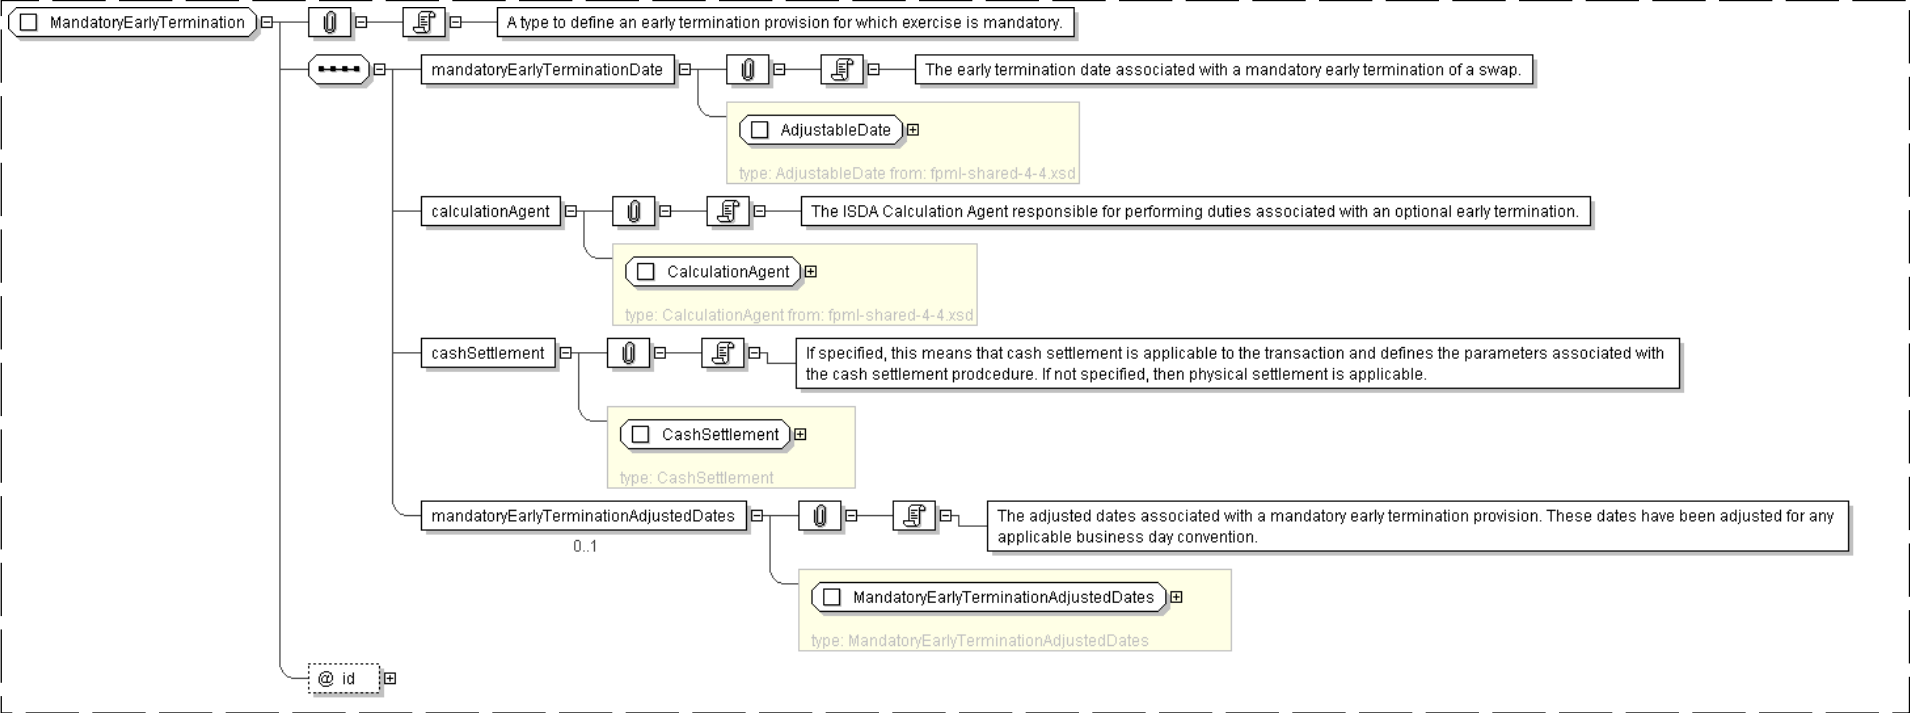 MandatoryEarlyTermination
A type to define an early termination provision for which exercise is mandatory.
mandatoryEarlyTerminationDate
The early termination date associated with a mandatory early termination of a swap.
AdjustableDate
type: AdjustableDate from: fpml-shared-4-4.xsd
calculationAgent
The ISDA Calculation Agent responsible for performing duties associated with an optional early termination.
CalculationAgent
type: CalculationAgent from: fpml-shared-4-4.xsd
cashSettlement
If specified, this means that cash settlement is applicable to the transaction and defines the parameters associated with
the cash settlement prodcedure. If not specified, then physical settlement is applicable.
CashSettlement
type: CashSettlement
mandatoryEarlyTerminationAdjustedDates
0..1
The adjusted dates associated with a mandatory early termination provision. These dates have been adjusted for any
applicable business day convention.
MandatoryEarlyTerminationAdjustedDates
type: MandatoryEarlyTerminationAdjustedDates
@ id